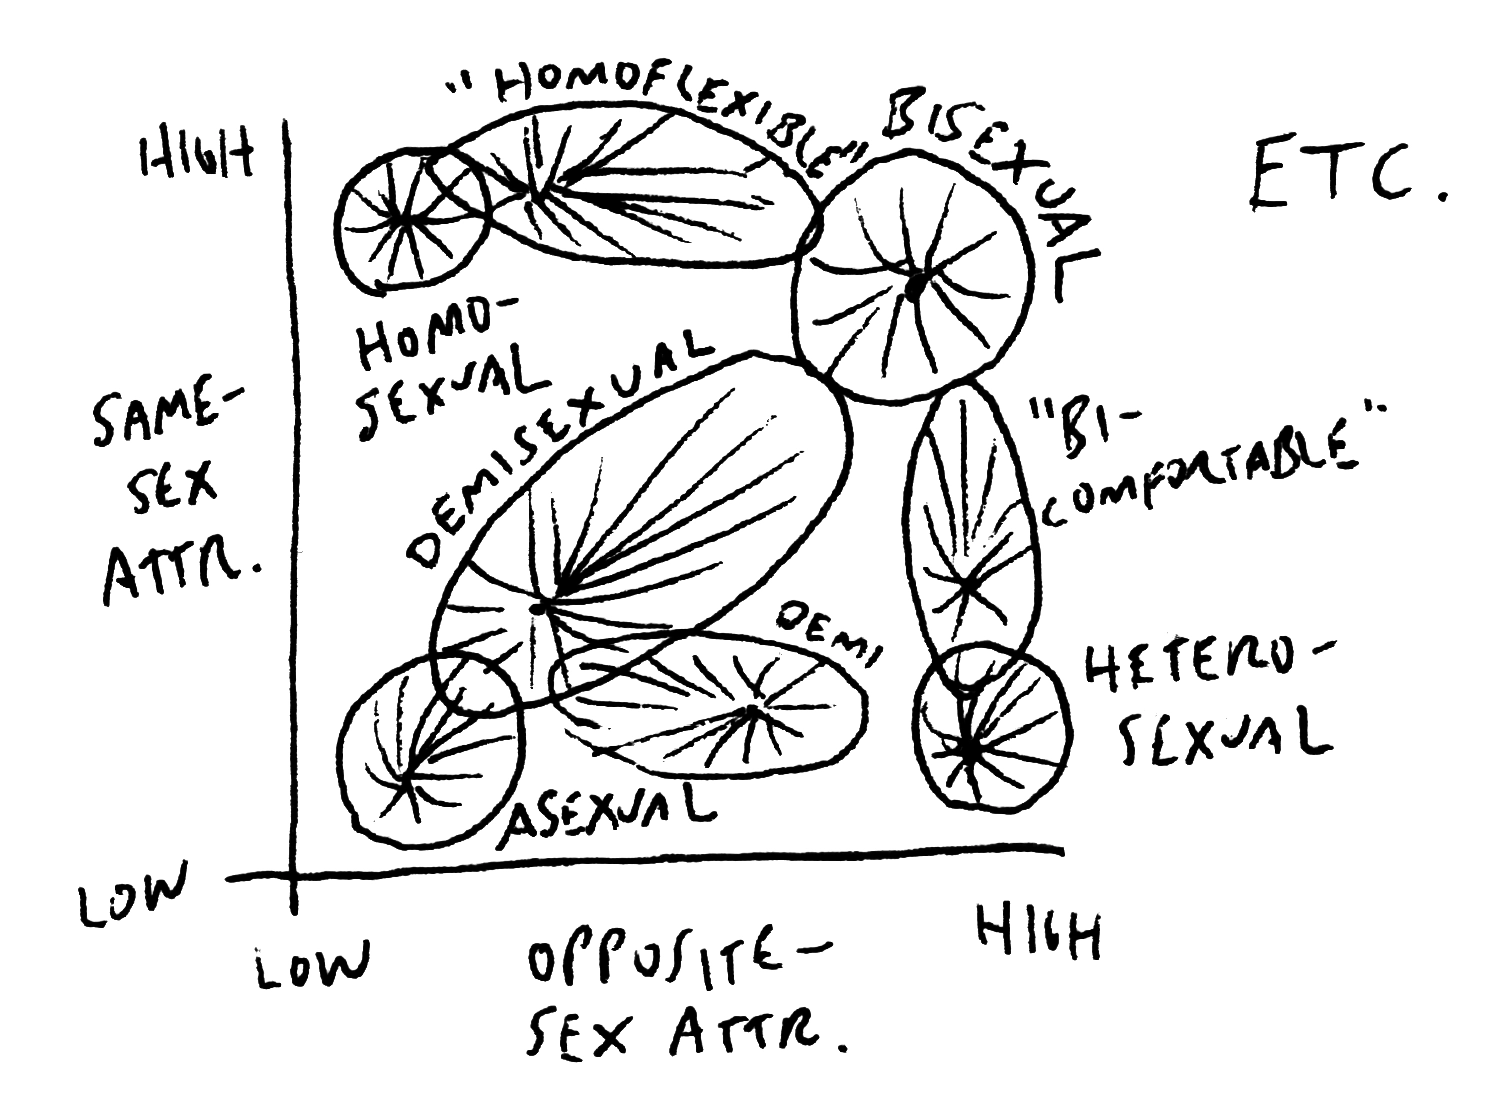 "HOMOFLEXIBLE"
BISEXUAL
ETC.
HIGH
HOMO-
SEXUAL
SAME-
SEX
ATTR.
DEMISEXUAL
"BI-
COMFORTABLE"
DEMI
HETERO-
SEXUAL
ASEXUAL
LOW
LOW
OPPOSITE-
SEX ATTR.
HIGH